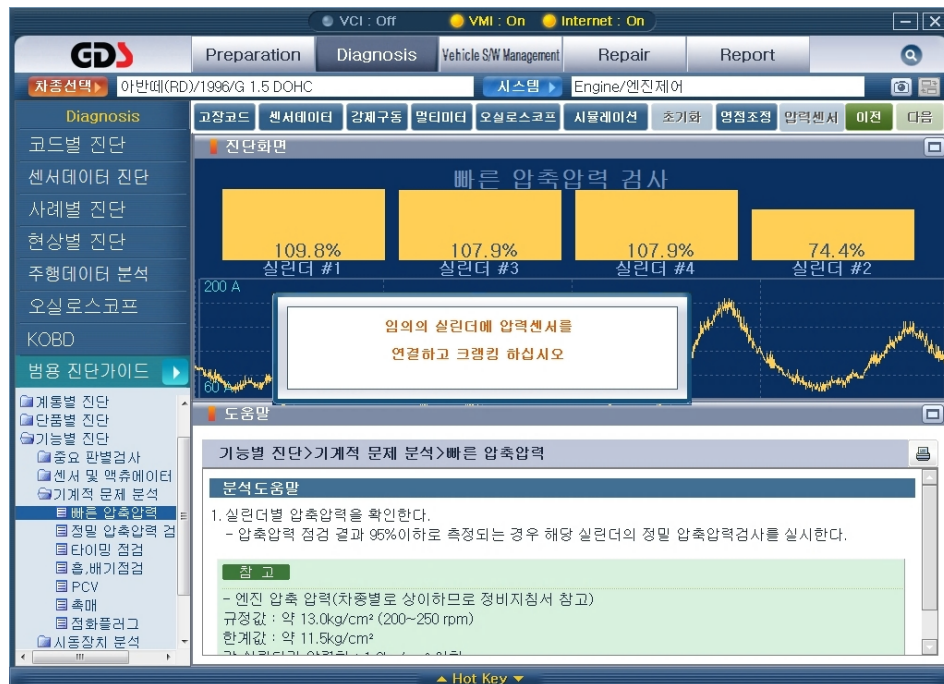 VCI : Off VMI : On Internet : On
GDS Preparation Diagnosis Vehicle S/W Management Repair Report
차종선택 아반떼(RD)/1996/G 1.5 DOHC 시스템 Engine/엔진제어
Diagnosis
고장코드 센서데이터 강제구동 멀티미터 오실로스코프 시뮬레이션 초기화 영점조정 압력센서 이전 다음
코드별 진단
센서데이터 진단
사례별 진단
현상별 진단
주행데이터 분석
오실로스코프
KOBD
범용 진단가이드
계통별 진단
단품별 진단
기능별 진단
중요 판별검사
센서 및 액츄에이터
기계적 문제 분석
빠른 압축압력
정밀 압축압력 검
타이밍 점검
흡,배기점검
PCV
촉매
점화플러그
시동장치 분석
진단화면
빠른 압축압력 검사
109.8% 107.9% 107.9% 74.4%
실린더 #1 실린더 #3 실린더 #4 실린더 #2
200 A
임의의 실린더에 압력센서를
연결하고 크랭킹 하십시오
60
도움말
기능별 진단>기계적 문제 분석>빠른 압축압력
분석도움말
1. 실린더별 압축압력을 확인한다.
- 압축압력 점검 결과 95%이하로 측정되는 경우 해당 실린더의 정밀 압축압력검사를 실시한다.
참 고
- 엔진 압축 압력(차종별로 상이하므로 정비지침서 참고)
규정값 : 약 13.0kg/cm² (200~250 rpm)
한계값 : 약 11.5kg/cm²
Hot Key